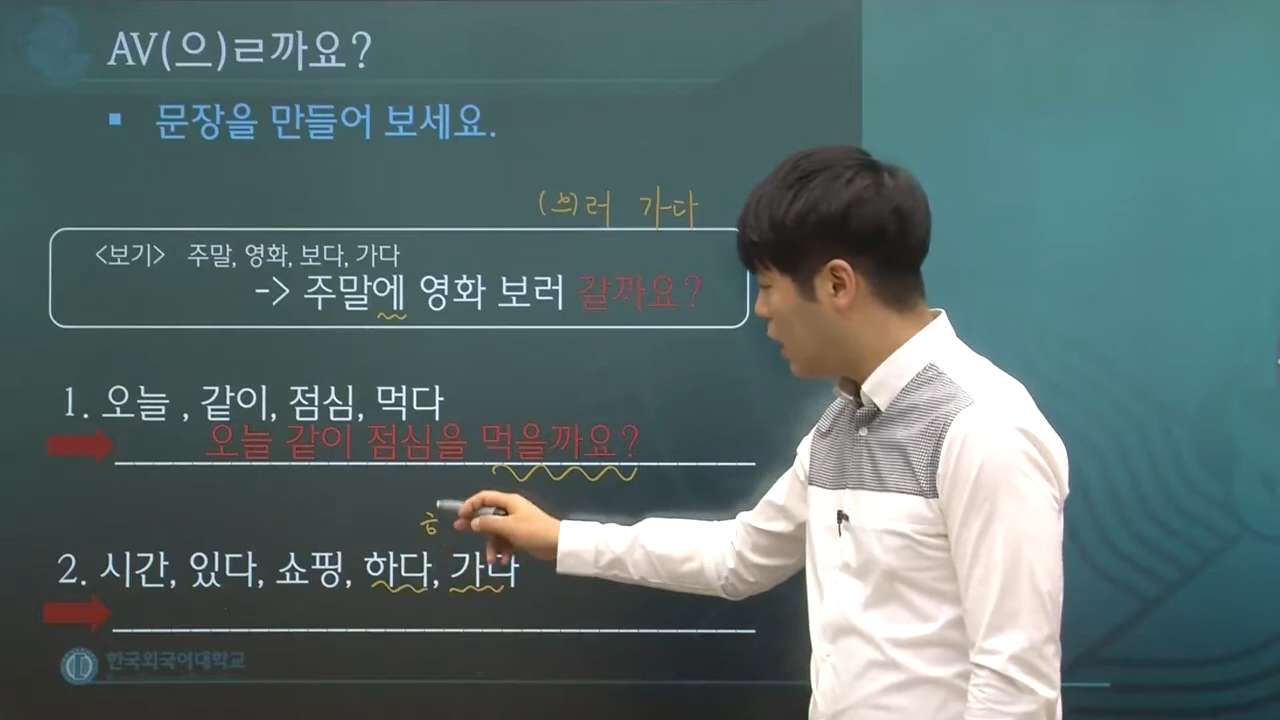 AV(으)ㄹ까요?
▪ 문장을 만들어 보세요.
(으)러 가다
<보기> 주말, 영화, 보다, 가다
-> 주말에 영화 보러 갈까요?
1. 오늘 , 같이, 점심, 먹다
오늘 같이 점심을 먹을까요?
ㅎ
2. 시간, 있다, 쇼핑, 하다, 가다
한국외국어대학교